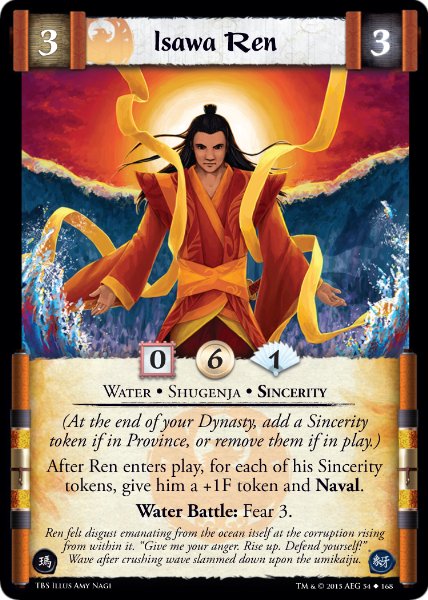 3 Isawa Ren 3
0 6 1
Water • Shugenja • Sincerity
(At the end of your Dynasty, add a Sincerity
token if in Province, or remove them if in play.)
After Ren enters play, for each of his Sincerity
tokens, give him a +1F token and Naval.
Water Battle: Fear 3.
Ren felt disgust emanating from the ocean itself at the corruption rising
from within it. "Give me your anger. Rise up. Defend yourself!"
Wave after crushing wave slammed down upon the umikaiju.
TBS Illus Amy Nagi TM & © 2015 AEG 54 ♦ 168